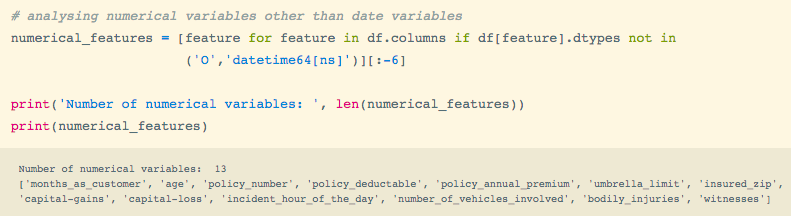 # analysing numerical variables other than date variables
numerical_features = [feature for feature in df.columns if df[feature].dtypes not in
('O','datetime64[ns]')][:-6]
print('Number of numerical variables: ', len(numerical_features))
print(numerical_features)
Number of numerical variables:  13
['months_as_customer', 'age', 'policy_number', 'policy_deductable', 'policy_annual_premium', 'umbrella_limit', 'insured_zip',
'capital-gains', 'capital-loss', 'incident_hour_of_the_day', 'number_of_vehicles_involved', 'bodily_injuries', 'witnesses']